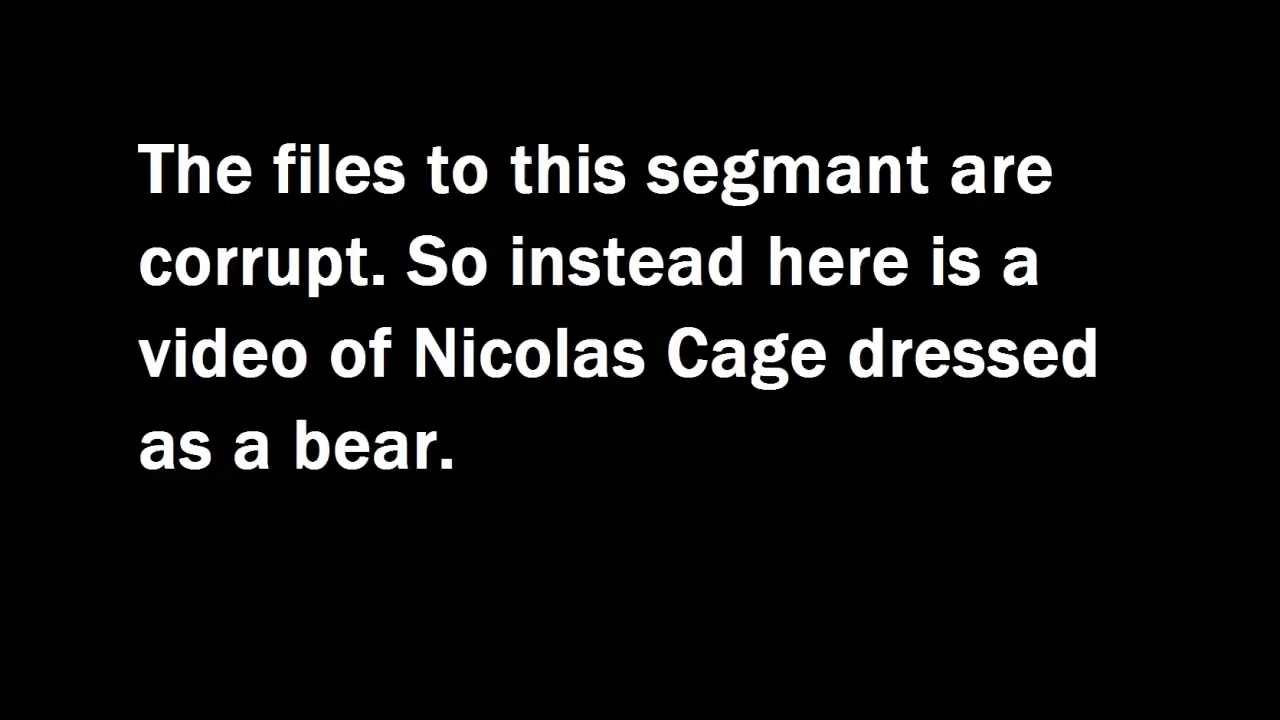 The files to this segmant are
corrupt. So instead here is a
video of Nicolas Cage dressed
as a bear.